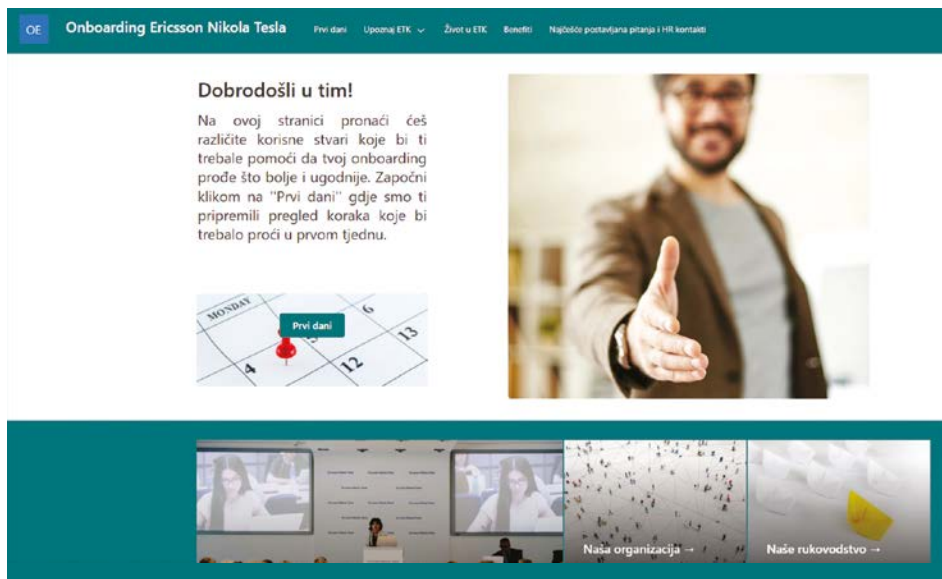 OE
Onboarding Ericsson Nikola Tesla
Prvi dani
Upoznaj ETK
Život u ETK
Benefiti
Najčešće postavljana pitanja i HR kontakti
Dobrodošli u tim!
Na ovoj stranici pronaći ćeš
različite korisne stvari koje bi ti
trebale pomoći da tvoj onboarding
prođe što bolje i ugodnije. Započni
klikom na "Prvi dani" gdje smo ti
pripremili pregled koraka koje bi
trebalo proći u prvom tjednu.
MONDAY
Prvi dani
6
4
12
13
Naša organizacija →
Naše rukovodstvo →